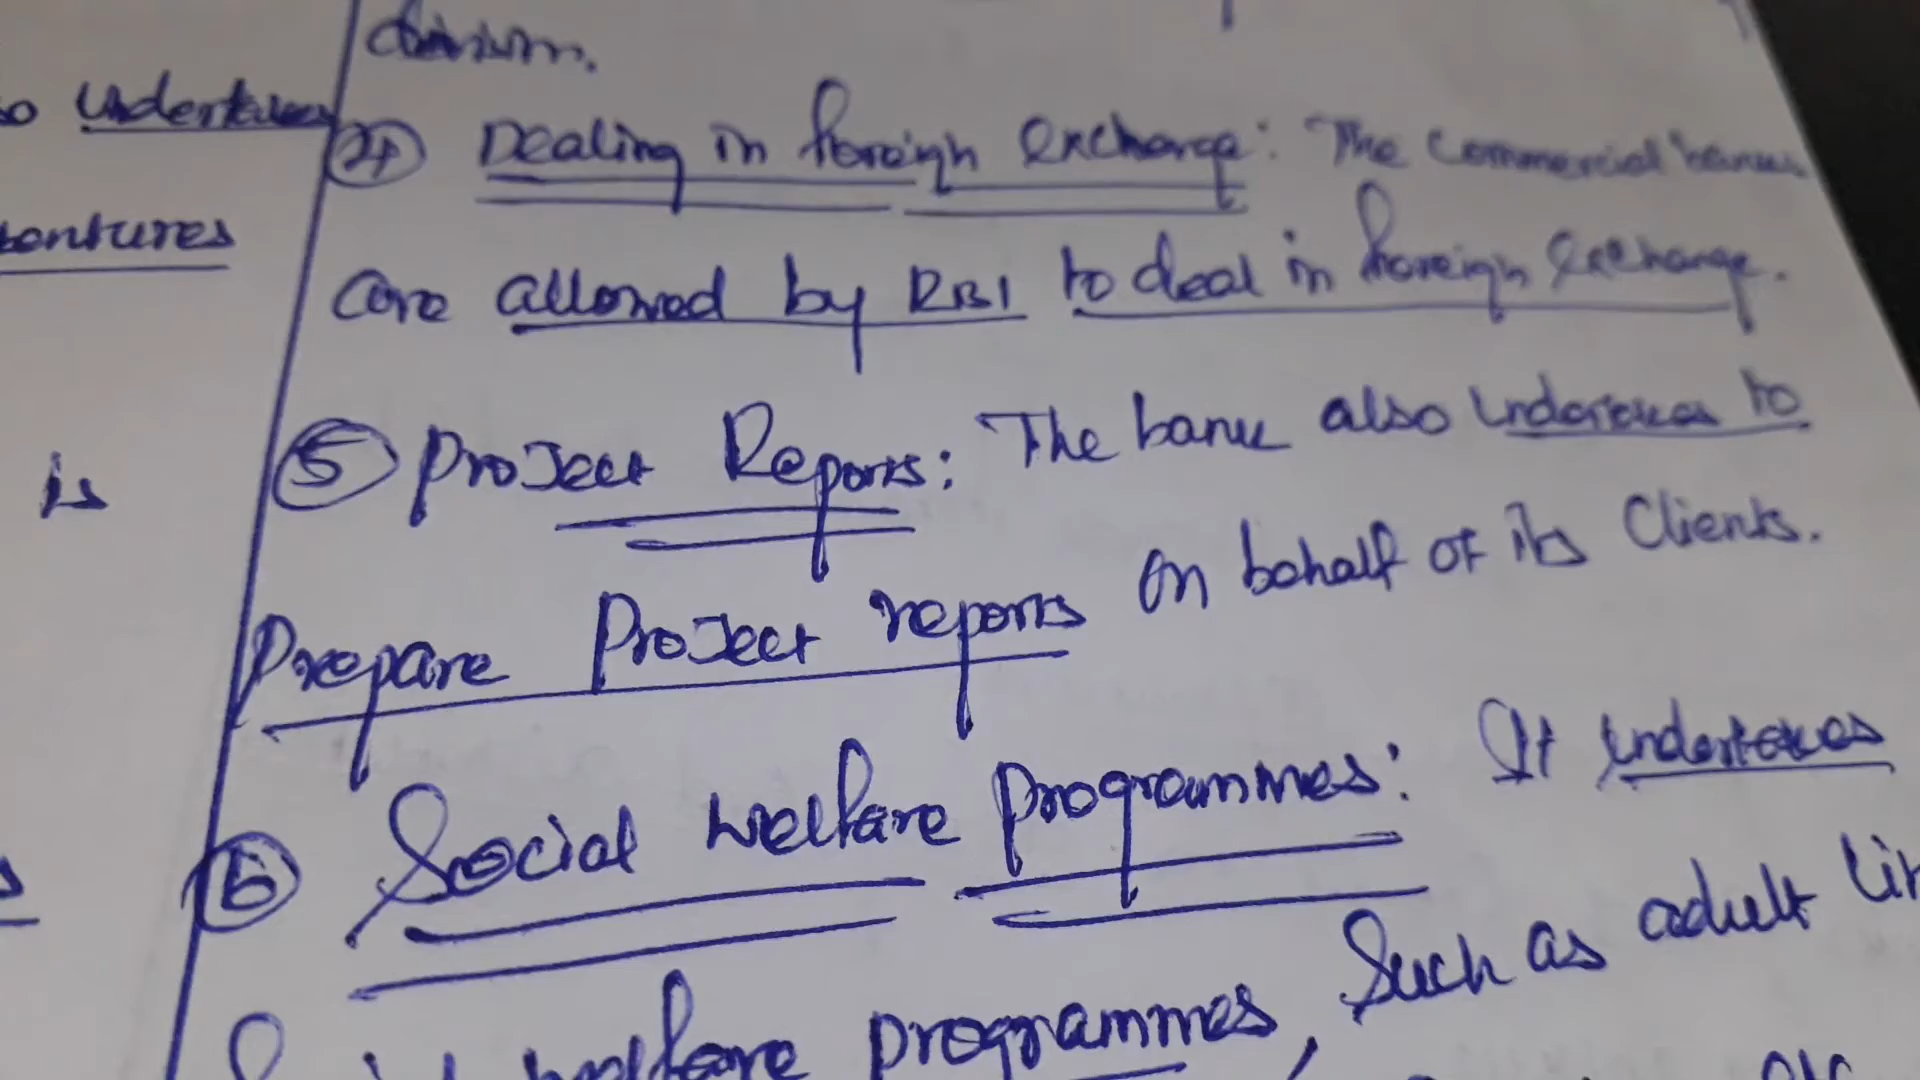 undertakes
④ Dealing in foreign exchange: The commercial banks
are allowed by RBI to deal in foreign exchange.
⑤ Project Reports: The bank also undertakes to
is
Prepare Project reports on behalf of its Clients.
⑥ Social welfare programmes: It undertakes
welfare programmes, Such as adult